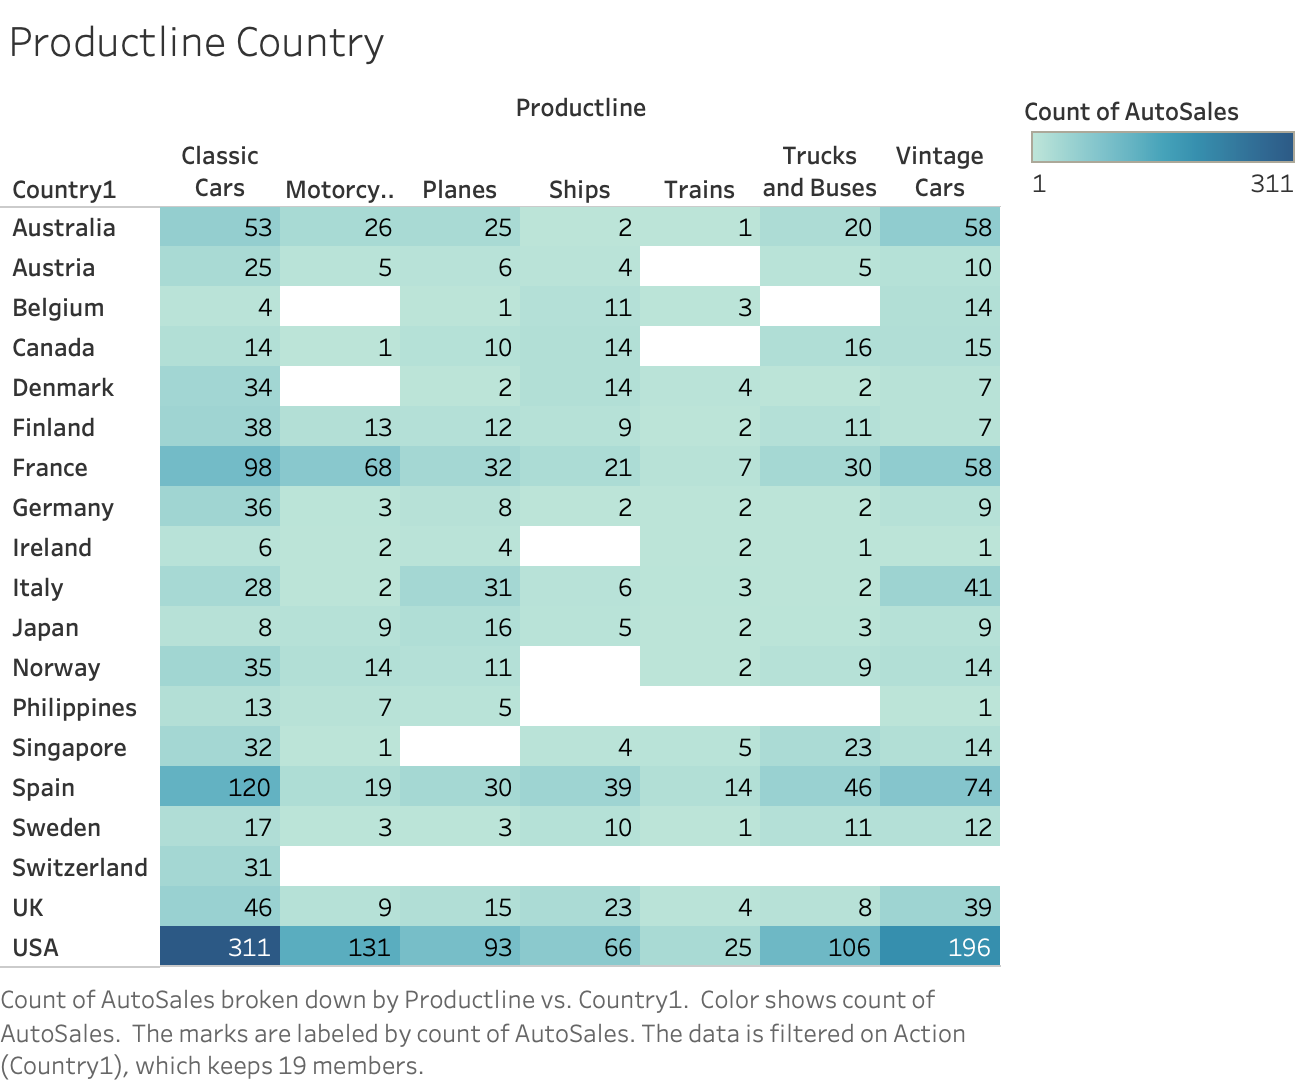 Productline Country
Productline
Count of AutoSales
1 311
Country1 Classic Cars Motorcy.. Planes Ships Trains Trucks and Buses Vintage Cars
Australia 53 26 25 2 1 20 58
Austria 25 5 6 4 5 10
Belgium 4 1 11 3 14
Canada 14 1 10 14 16 15
Denmark 34 2 14 4 2 7
Finland 38 13 12 9 2 11 7
France 98 68 32 21 7 30 58
Germany 36 3 8 2 2 2 9
Ireland 6 2 4 2 1 1
Italy 28 2 31 6 3 2 41
Japan 8 9 16 5 2 3 9
Norway 35 14 11 2 9 14
Philippines 13 7 5 1
Singapore 32 1 4 5 23 14
Spain 120 19 30 39 14 46 74
Sweden 17 3 3 10 1 11 12
Switzerland 31
UK 46 9 15 23 4 8 39
USA 311 131 93 66 25 106 196
Count of AutoSales broken down by Productline vs. Country1.  Color shows count of
AutoSales.  The marks are labeled by count of AutoSales. The data is filtered on Action
(Country1), which keeps 19 members.